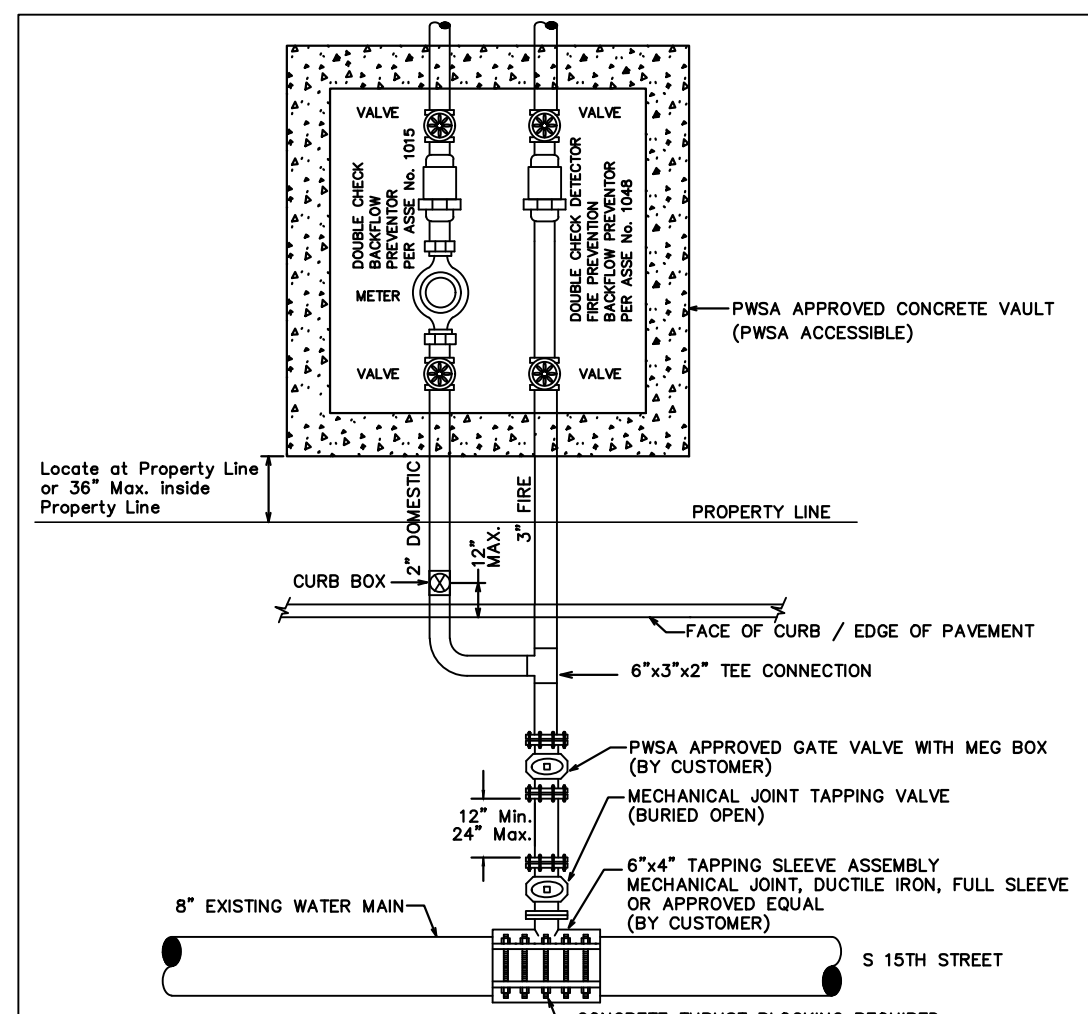 VALVE
VALVE
DOUBLE CHECK
BACKFLOW
PREVENTOR
PER ASSE No. 1015
DOUBLE CHECK DETECTOR
FIRE PREVENTION
BACKFLOW PREVENTOR
PER ASSE No. 1048
METER
PWSA APPROVED CONCRETE VAULT
(PWSA ACCESSIBLE)
VALVE
VALVE
Locate at Property Line
or 36" Max. inside
Property Line
2" DOMESTIC
3" FIRE
PROPERTY LINE
12"
MAX.
CURB BOX
FACE OF CURB / EDGE OF PAVEMENT
6"x3"x2" TEE CONNECTION
PWSA APPROVED GATE VALVE WITH MEG BOX
(BY CUSTOMER)
12" Min.
24" Max.
MECHANICAL JOINT TAPPING VALVE
(BURIED OPEN)
6"x4" TAPPING SLEEVE ASSEMBLY
MECHANICAL JOINT, DUCTILE IRON, FULL SLEEVE
OR APPROVED EQUAL
(BY CUSTOMER)
8" EXISTING WATER MAIN
S 15TH STREET
CONCRETE THRUST BLOCKING REQUIRED